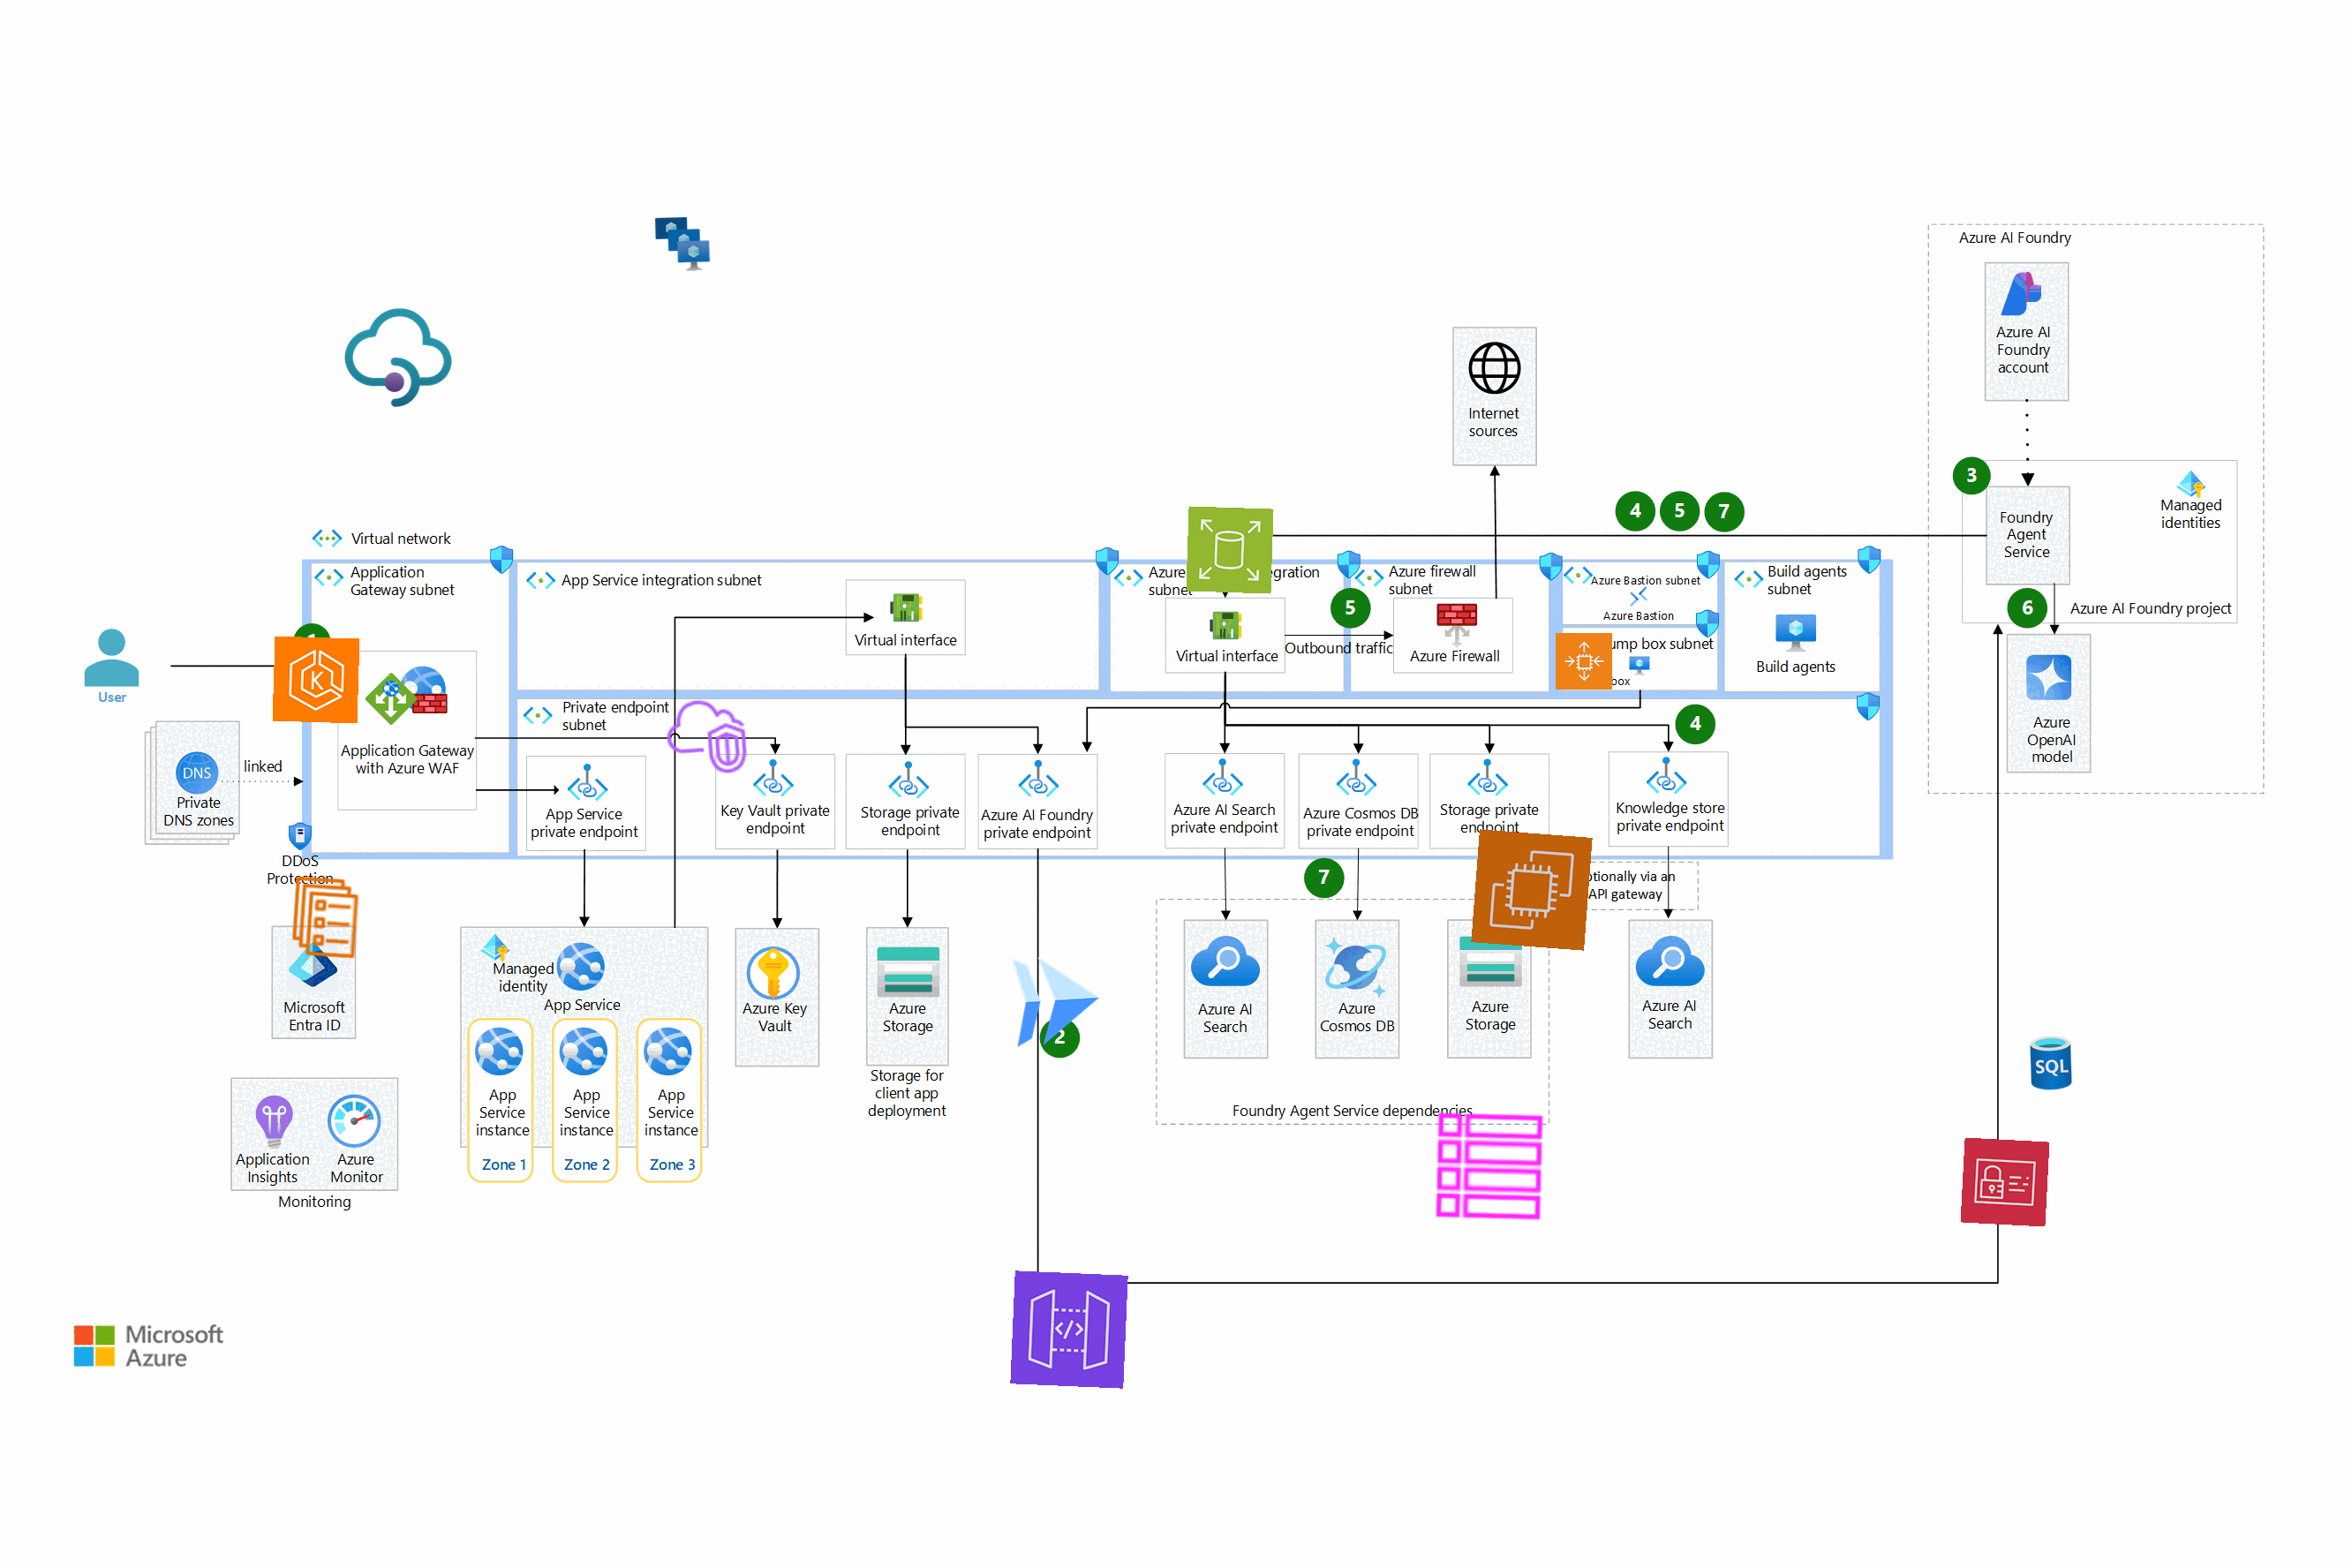 Azure AI Foundry
Azure AI
Foundry
account
Internet
sources
3
Managed
identities
Foundry
Agent
Service
4
5
7
Virtual network
Application
Gateway subnet
App Service integration subnet
Azure
subnet
Azure firewall
subnet
Azure Bastion subnet
Azure Bastion
Build agents
subnet
Build agents
5
6
Azure AI Foundry project
Virtual interface
Virtual interface
Outbound traffic
Azure Firewall
ump box subnet
box
User
K
Application Gateway
with Azure WAF
Private endpoint
subnet
4
Azure
OpenAI
model
DNS
linked
Private
DNS zones
App Service
private endpoint
Key Vault private
endpoint
Storage private
endpoint
Azure AI Foundry
private endpoint
Azure AI Search
private endpoint
Azure Cosmos DB
private endpoint
Storage private
endpoint
Knowledge store
private endpoint
DDoS
Protection
7
tionally via an
API gateway
Microsoft
Entra ID
Managed
identity
App Service
Azure Key
Vault
Azure
Storage
Storage for
client app
deployment
2
Azure AI
Search
Azure
Cosmos DB
Azure
Storage
Azure AI
Search
Foundry Agent Service dependencies
SQL
Application
Insights
Azure
Monitor
Monitoring
App
Service
instance
Zone 1
App
Service
instance
Zone 2
App
Service
instance
Zone 3
</>
Microsoft
Azure